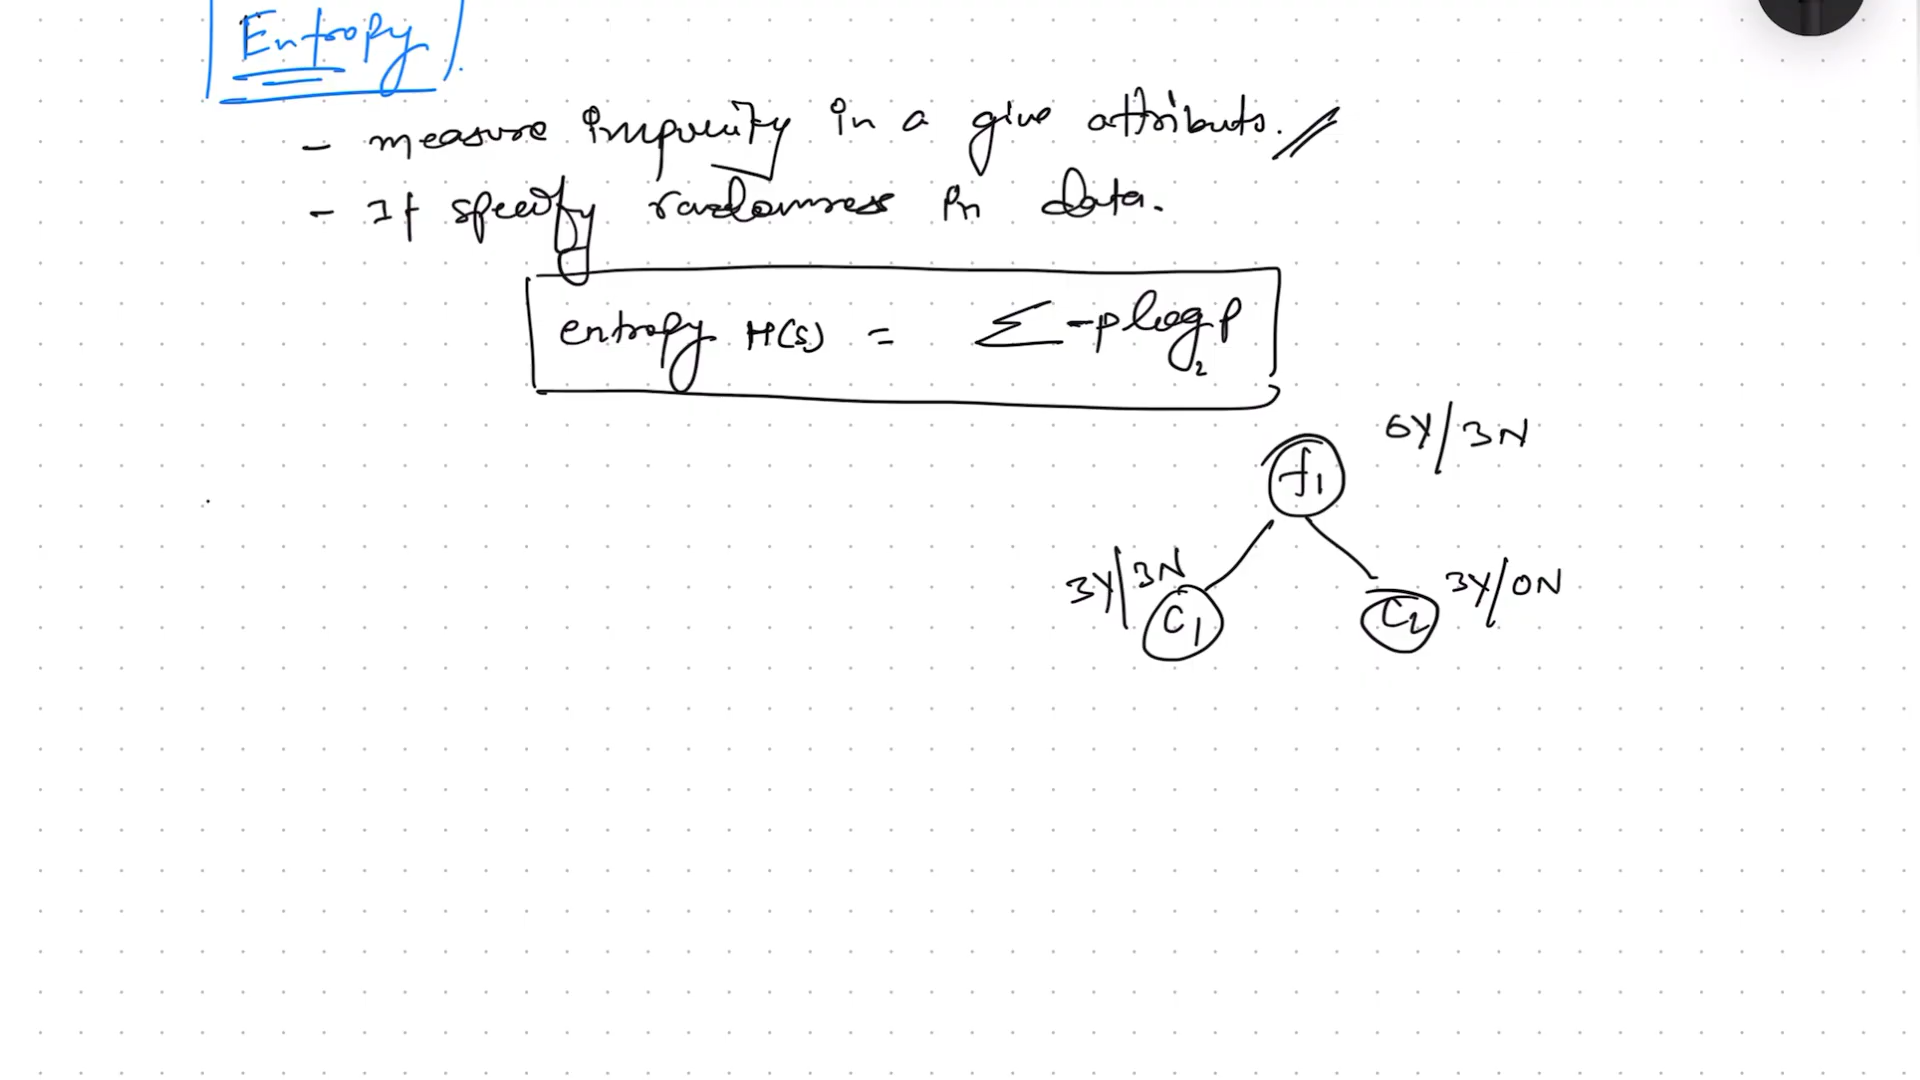 Entropy
- measure impurity in a give attributs.
- It specify randomness in data.
entropy H(S) = Σ -p log₂ p
6Y/3N
f1
3Y/3N
3Y/0N
C1
C2